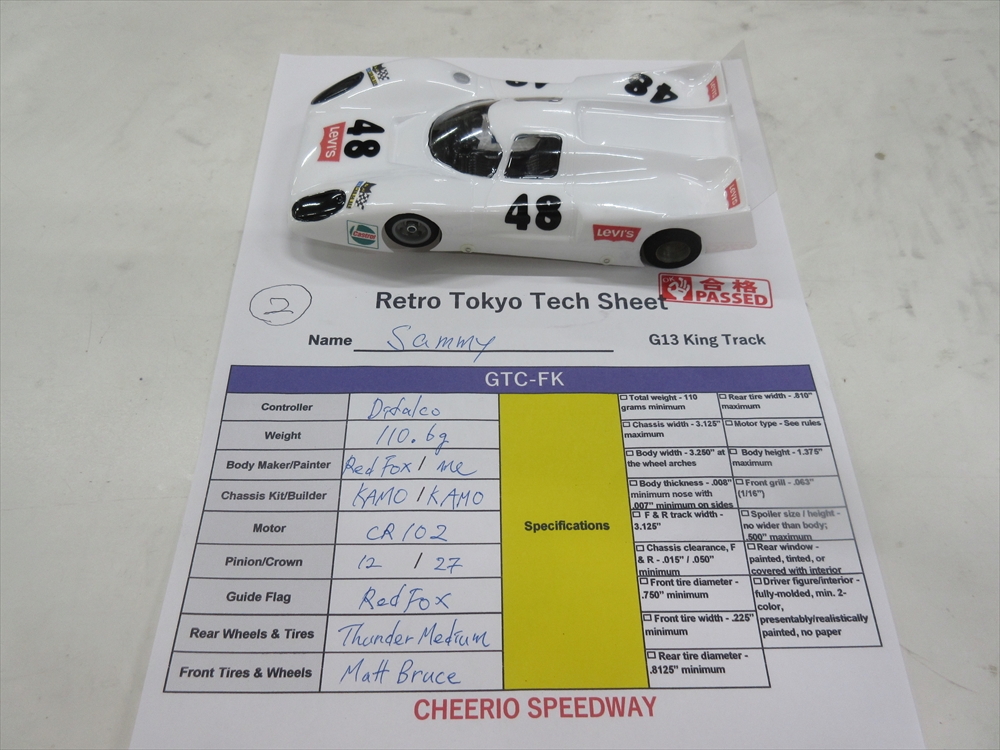 48
48
LEVI'S
48
48
LEVI'S
LEVI'S
LEVI'S
Castrol
合格
PASSED
2
Retro Tokyo Tech Sheet
Name Sammy
G13 King Track
GTC-FK
Controller Difalco
Weight 110.6g
Body Maker/Painter Red Fox / me
Chassis Kit/Builder KAMO / KAMO
Motor CR102
Pinion/Crown 12 / 27
Guide Flag Red Fox
Rear Wheels & Tires Thunder Medium
Front Tires & Wheels Matt Bruce
Specifications
Total weight - 110
grams minimum
Rear tire width - .810"
maximum
Chassis width - 3.125"
maximum
Motor type - See rules
Body width - 3.250" at
the wheel arches
Body height - 1.375"
maximum
Body thickness - .008"
minimum nose with
.007" minimum on sides
Front grill - .063"
(1/16")
F & R track width -
3.125"
Spoiler size / height -
no wider than body;
.500" maximum
Chassis clearance, F
& R - .015" / .050"
minimum
Rear window -
painted, tinted, or
covered with interior
Front tire diameter -
.750" minimum
Driver figure/interior -
fully-molded, min. 2-
color,
presentably/realistically
painted, no paper
Front tire width - .225"
minimum
Rear tire diameter -
.8125" minimum
CHEERIO SPEEDWAY